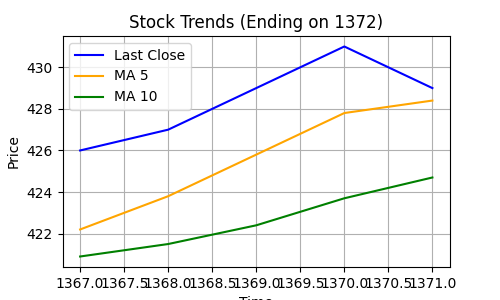 Stock Trends (Ending on 1372)
Last Close
MA 5
MA 10
430
428
426
424
422
Price
1367.0 1367.5 1368.0 1368.5 1369.0 1369.5 1370.0 1370.5 1371.0
Time